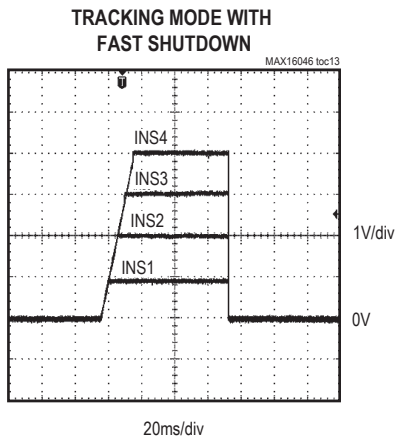 TRACKING MODE WITH
FAST SHUTDOWN
MAX16046 toc13
T
INS4
INS3
INS2
INS1
1V/div
0V
20ms/div